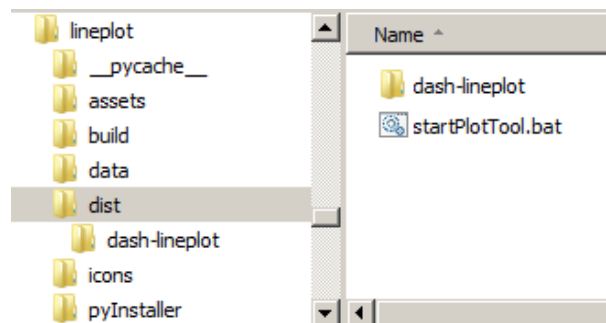 lineplot
__pycache__
assets
build
data
dist
dash-lineplot
icons
pyInstaller
Name
dash-lineplot
startPlotTool.bat